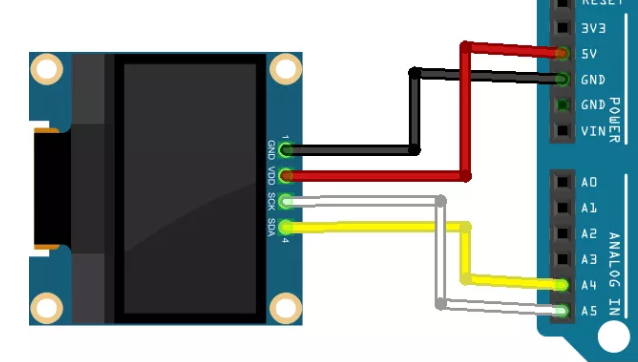 RESET
3V3
5V
GND
GND
VIN
POWER
1
GND
VDD
SCK
SDA
4
A0
A1
A2
A3
A4
A5
ANALOG IN